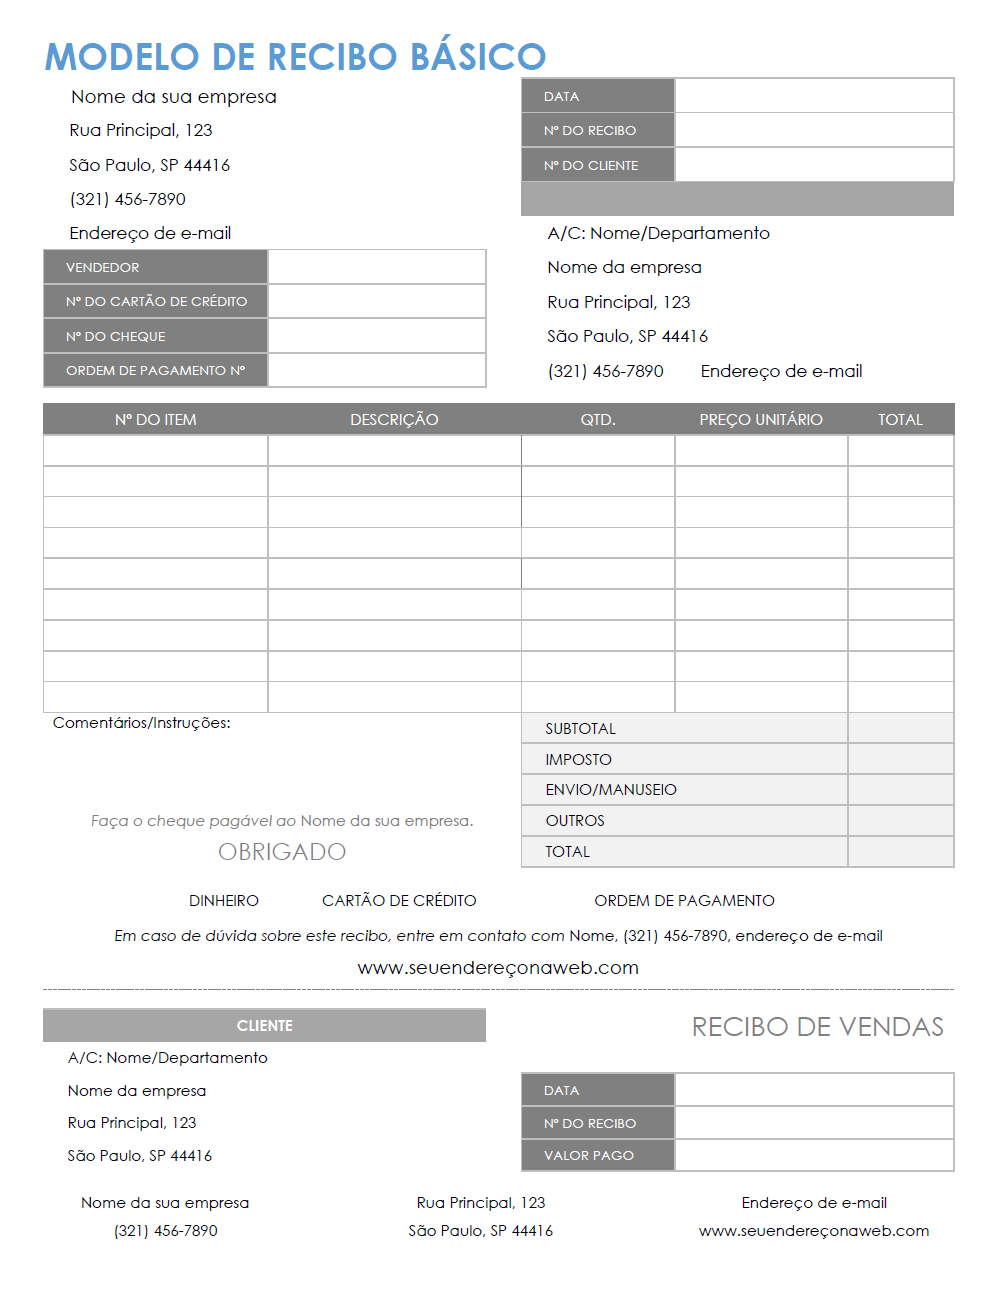 MODELO DE RECIBO BÁSICO
Nome da sua empresa
Rua Principal, 123
São Paulo, SP 44416
(321) 456-7890
Endereço de e-mail
DATA
Nº DO RECIBO
Nº DO CLIENTE
VENDEDOR
Nº DO CARTÃO DE CRÉDITO
Nº DO CHEQUE
ORDEM DE PAGAMENTO Nº
A/C: Nome/Departamento
Nome da empresa
Rua Principal, 123
São Paulo, SP 44416
(321) 456-7890 Endereço de e-mail
Nº DO ITEM DESCRIÇÃO QTD. PREÇO UNITÁRIO TOTAL
Comentários/Instruções:
SUBTOTAL
IMPOSTO
ENVIO/MANUSEIO
OUTROS
TOTAL
Faça o cheque pagável ao Nome da sua empresa.
OBRIGADO
DINHEIRO CARTÃO DE CRÉDITO ORDEM DE PAGAMENTO
Em caso de dúvida sobre este recibo, entre em contato com Nome, (321) 456-7890, endereço de e-mail
www.seuendereçonaweb.com
CLIENTE
A/C: Nome/Departamento
Nome da empresa
Rua Principal, 123
São Paulo, SP 44416
RECIBO DE VENDAS
DATA
Nº DO RECIBO
VALOR PAGO
Nome da sua empresa Rua Principal, 123 Endereço de e-mail
(321) 456-7890 São Paulo, SP 44416 www.seuendereçonaweb.com